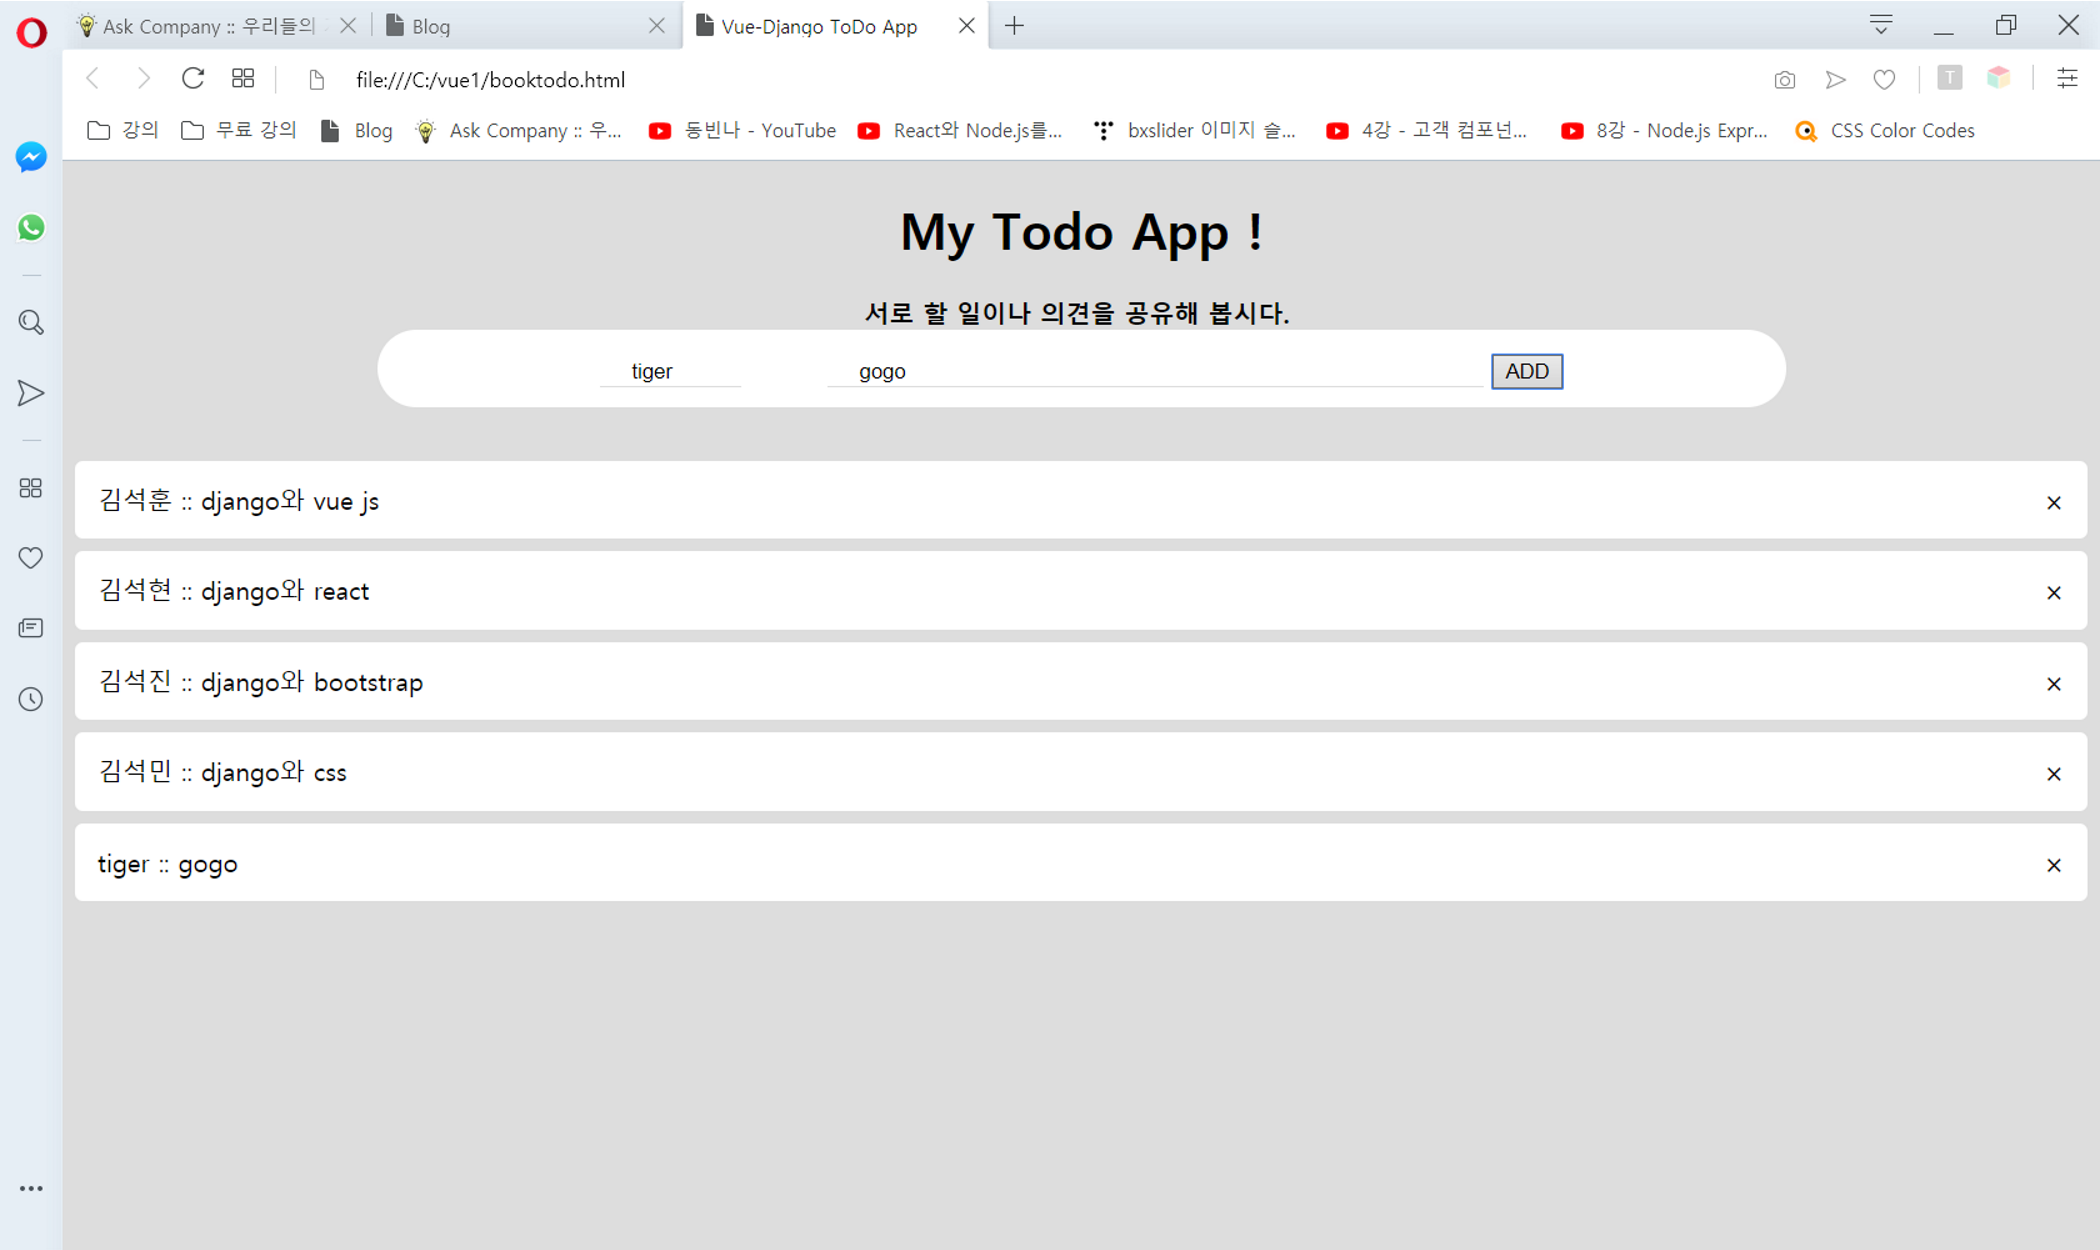 Ask Company :: 우리들의
Blog
Vue-Django ToDo App
file:///C:/vue1/booktodo.html
T
강의
무료 강의
Blog
Ask Company :: 우...
동빈나 - YouTube
React와 Node.js를...
bxslider 이미지 슬...
4강 - 고객 컴포넌...
8강 - Node.js Expr...
CSS Color Codes
My Todo App !
서로 할 일이나 의견을 공유해 봅시다.
tiger gogo ADD
김석훈 :: django와 vue js ×
김석현 :: django와 react ×
김석진 :: django와 bootstrap ×
김석민 :: django와 css ×
tiger :: gogo ×